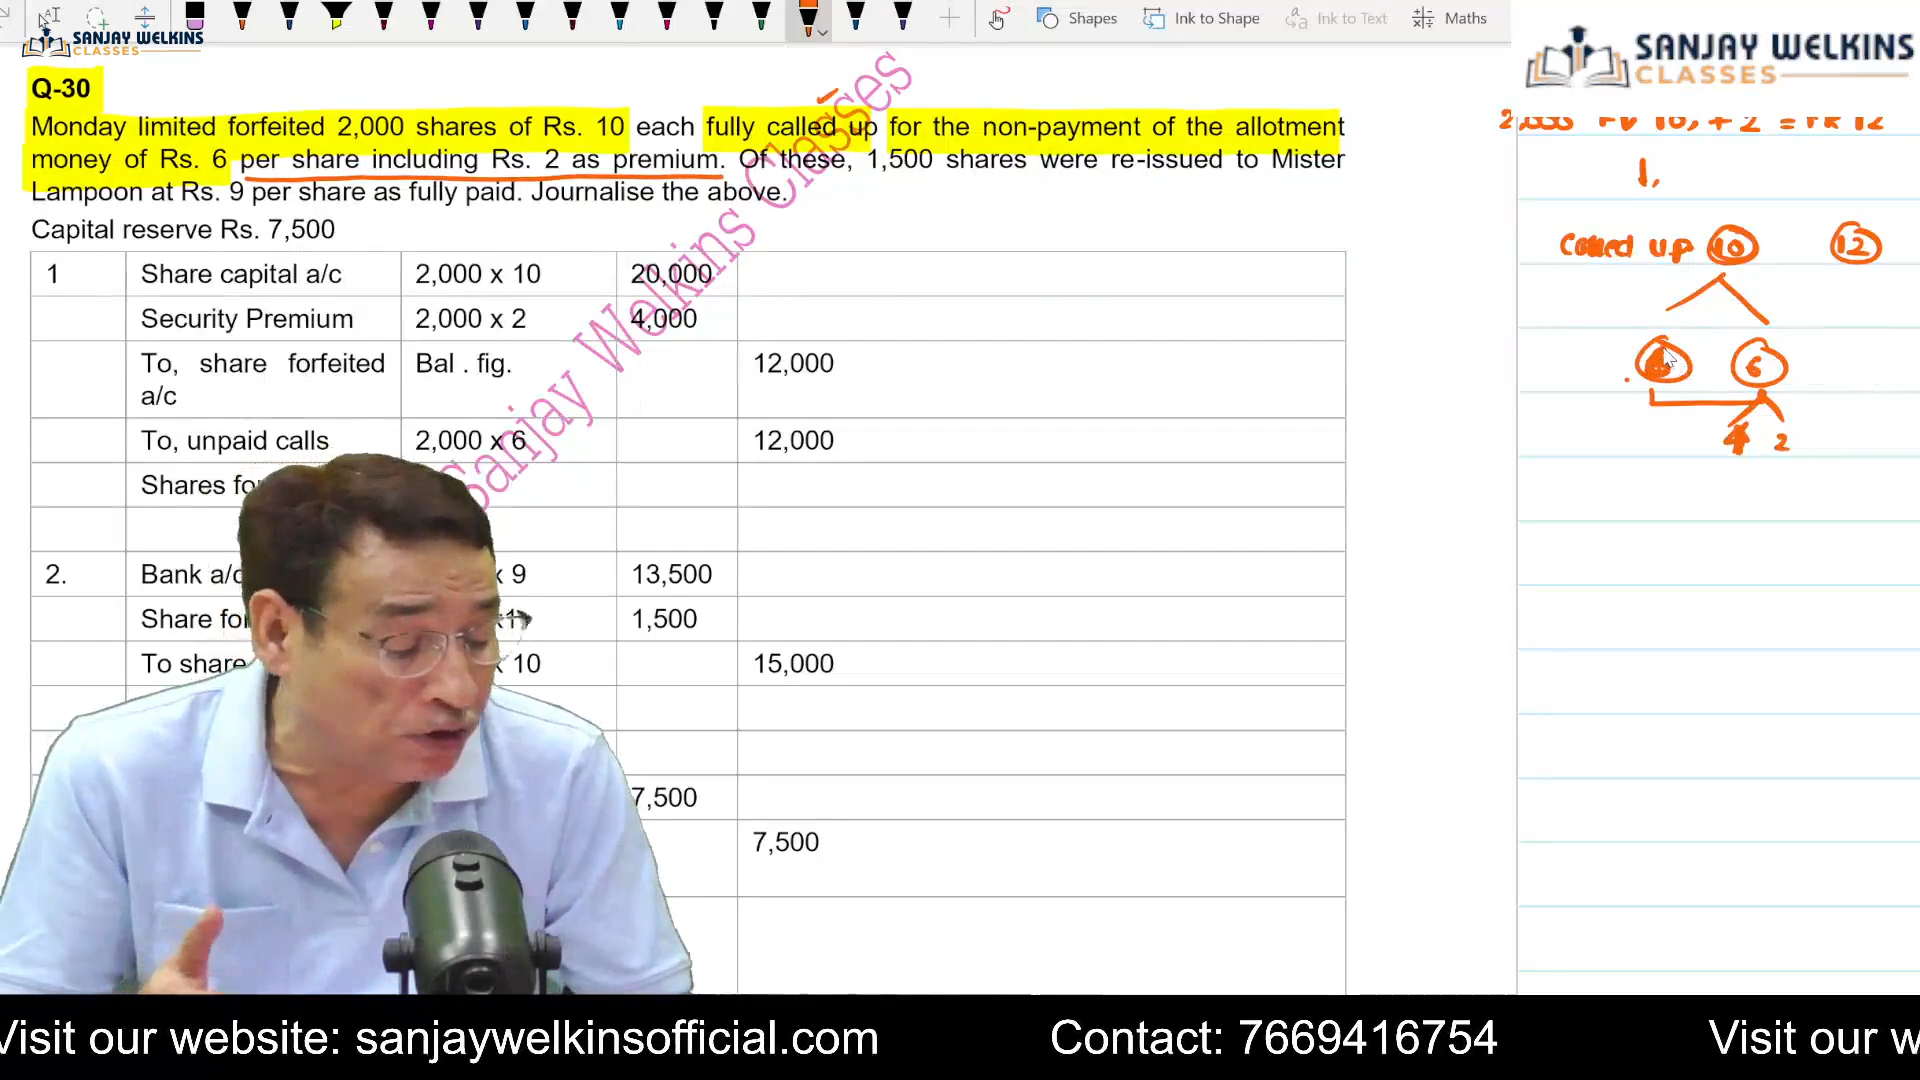 Shapes
Ink to Shape
Ink to Text
Maths
SANJAY WELKINS
CLASSES
SANJAY WELKINS
CLASSES
Q-30
Monday limited forfeited 2,000 shares of Rs. 10 each fully called up for the non-payment of the allotment
money of Rs. 6 per share including Rs. 2 as premium. Of these, 1,500 shares were re-issued to Mister
Lampoon at Rs. 9 per share as fully paid. Journalise the above.
Capital reserve Rs. 7,500
1 Share capital a/c 2,000 x 10 20,000
Security Premium 2,000 x 2 4,000
To, share forfeited Bal . fig. 12,000
a/c
To, unpaid calls 2,000 x 6 12,000
Shares
2. Bank a/c x 9 13,500
Share 1,500
To share x 10 15,000
7,500
7,500
Sanjay Welkins Classes
Called up 10 12
6
4 2
Visit our website: sanjaywelkinsofficial.com Contact: 7669416754 Visit our